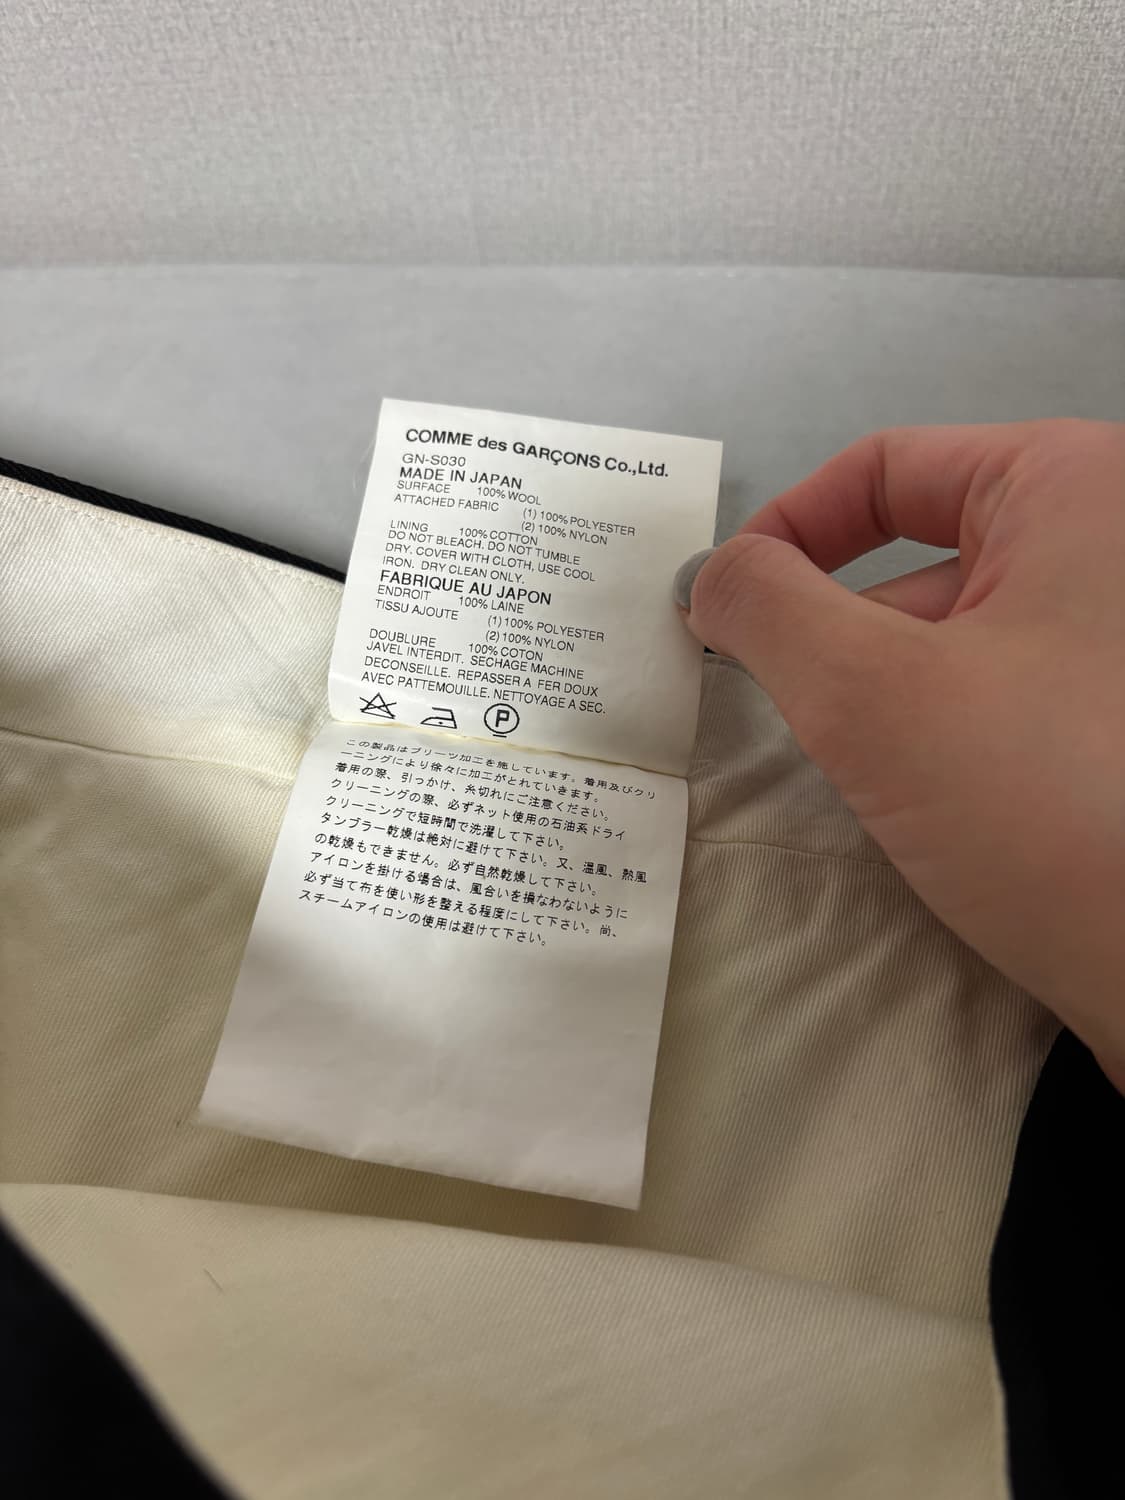 COMME des GARÇONS Co.,Ltd.
GN-S030
MADE IN JAPAN
SURFACE 100% WOOL
ATTACHED FABRIC (1) 100% POLYESTER
(2) 100% NYLON
LINING 100% COTTON
DO NOT BLEACH. DO NOT TUMBLE
DRY. COVER WITH CLOTH, USE COOL
IRON. DRY CLEAN ONLY.
FABRIQUE AU JAPON
ENDROIT 100% LAINE
TISSU AJOUTE (1) 100% POLYESTER
(2) 100% NYLON
DOUBLURE 100% COTON
JAVEL INTERDIT. SECHAGE MACHINE
DECONSEILLE. REPASSER A FER DOUX
AVEC PATTEMOUILLE. NETTOYAGE A SEC.
P
この製品はプリーツ加工を施しています。着用及びクリ
ーニングにより徐々に加工がとれていきます。
着用の際、引っかけ、糸切れにご注意ください。
クリーニングの際、必ずネット使用の石油系ドライ
クリーニングで短時間で洗濯して下さい。
タンブラー乾燥は絶対に避けて下さい。又、温風、熱風
の乾燥もできません。必ず自然乾燥して下さい。
アイロンを掛ける場合は、風合いを損なわないように
必ず当て布を使い形を整える程度にして下さい。尚、
スチームアイロンの使用は避けて下さい。